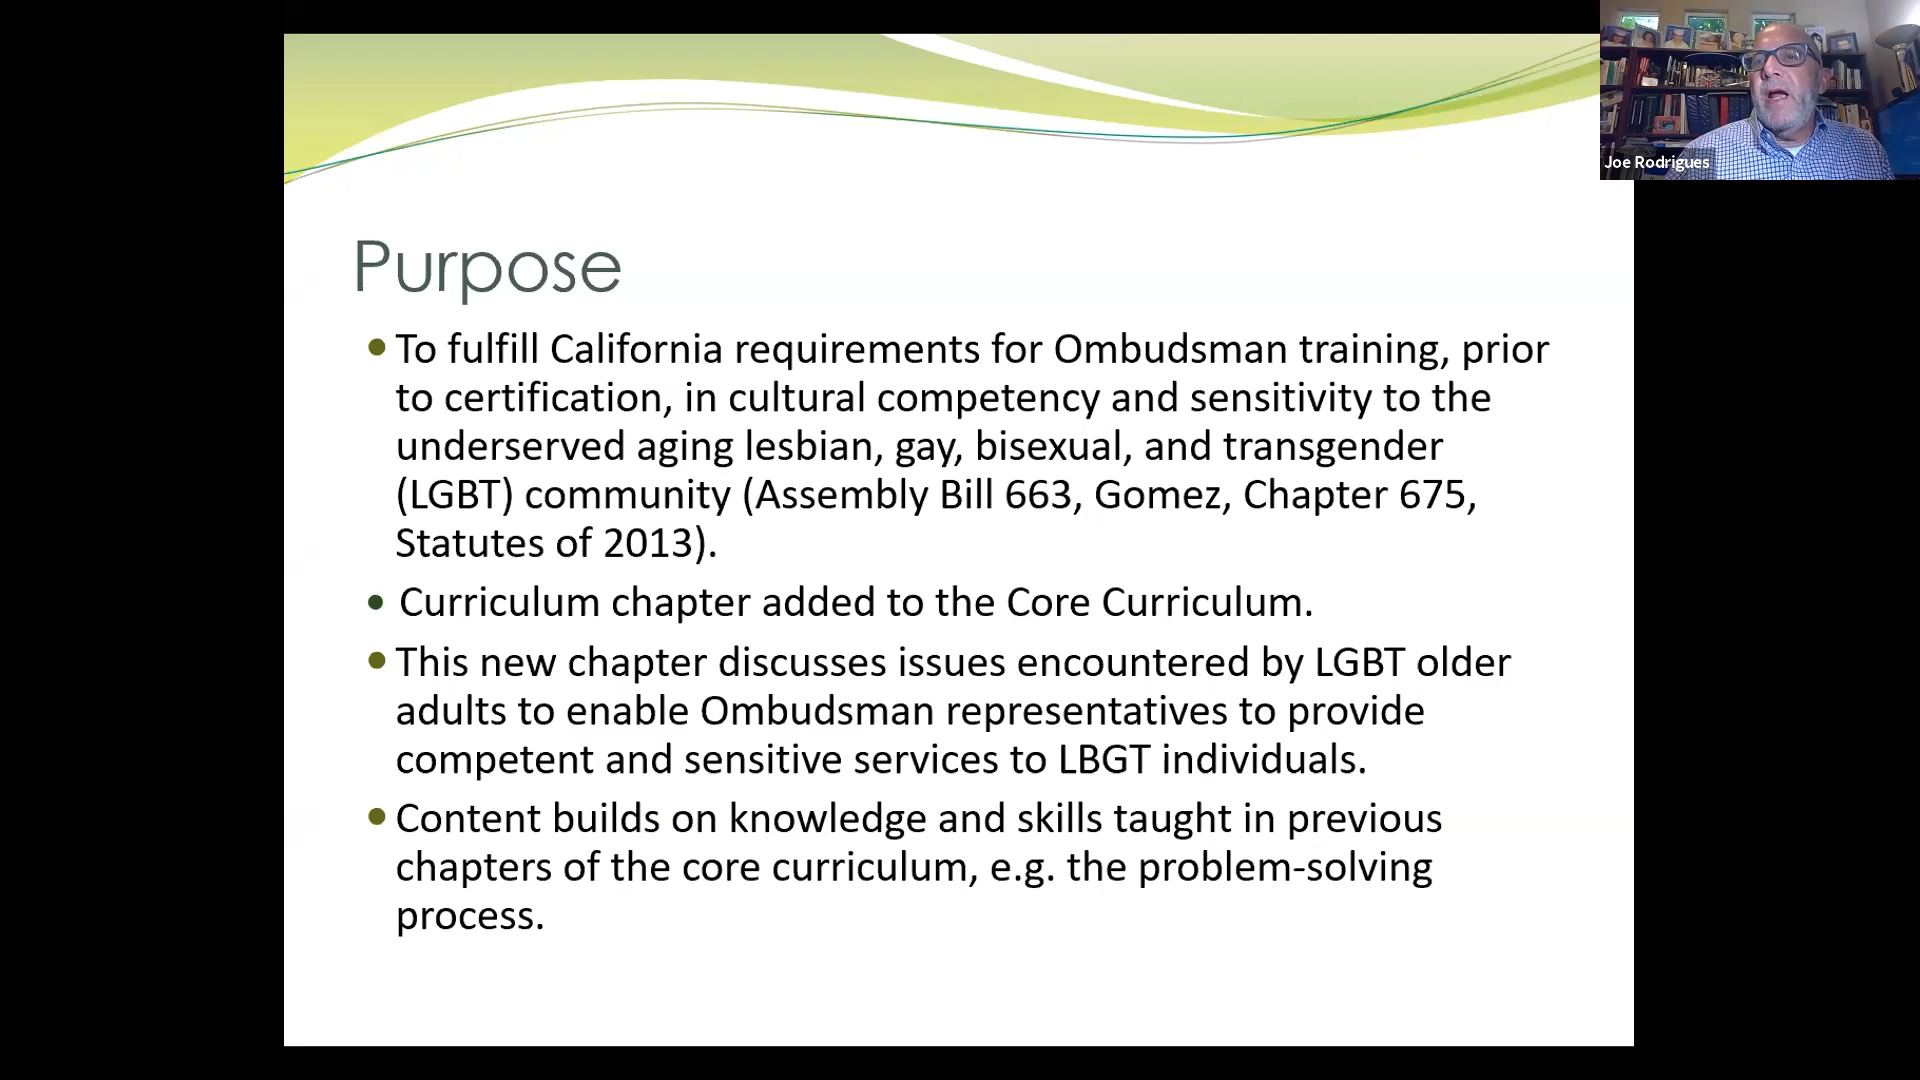 Joe Rodrigues
Purpose
• To fulfill California requirements for Ombudsman training, prior
to certification, in cultural competency and sensitivity to the
underserved aging lesbian, gay, bisexual, and transgender
(LGBT) community (Assembly Bill 663, Gomez, Chapter 675,
Statutes of 2013).
• Curriculum chapter added to the Core Curriculum.
• This new chapter discusses issues encountered by LGBT older
adults to enable Ombudsman representatives to provide
competent and sensitive services to LBGT individuals.
• Content builds on knowledge and skills taught in previous
chapters of the core curriculum, e.g. the problem-solving
process.